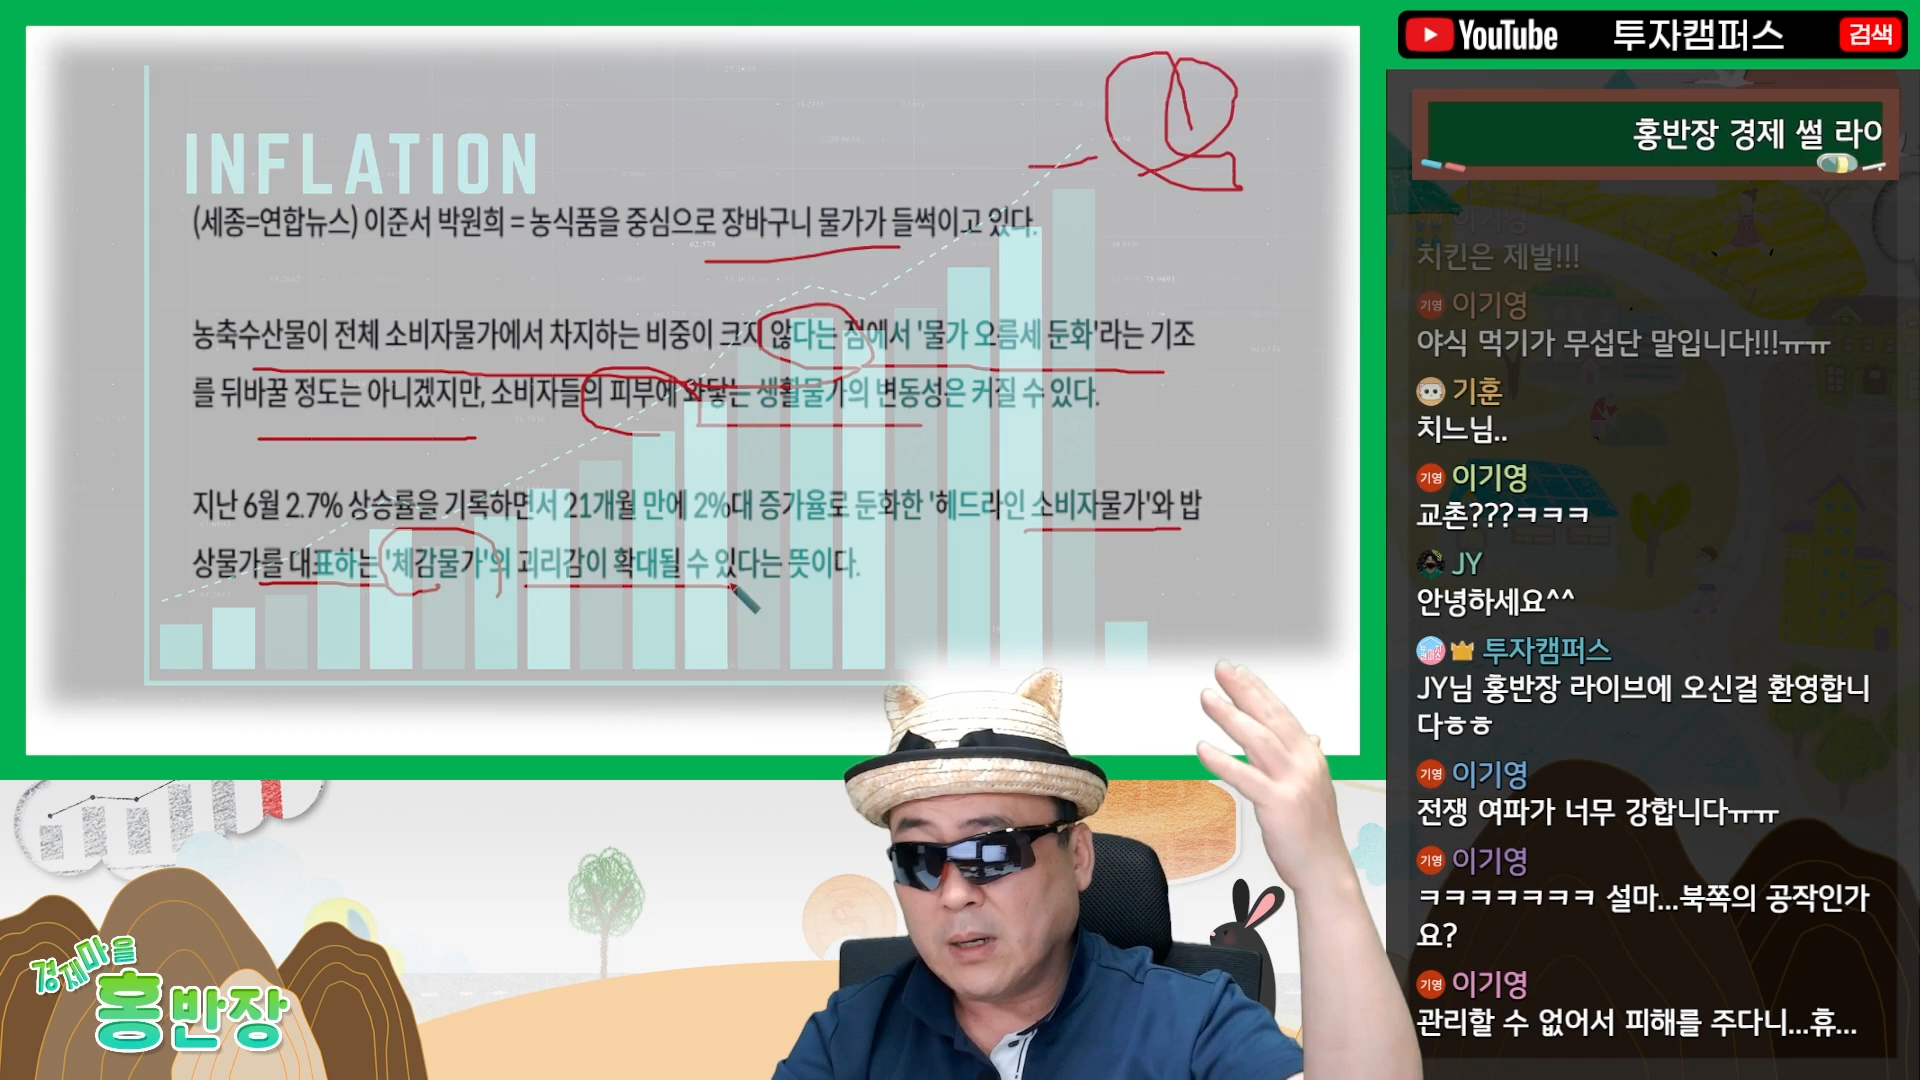 INFLATION
(세종=연합뉴스) 이준서 박원희 = 농식품을 중심으로 장바구니 물가가 들썩이고 있다.
농축수산물이 전체 소비자물가에서 차지하는 비중이 크지 않다는 점에서 '물가 오름세 둔화'라는 기조
를 뒤바꿀 정도는 아니겠지만, 소비자들의 피부에 와닿는 생활물가의 변동성은 커질 수 있다.
지난 6월 2.7% 상승률을 기록하면서 21개월 만에 2%대 증가율로 둔화한 '헤드라인 소비자물가'와 밥
상물가를 대표하는 '체감물가'의 괴리감이 확대될 수 있다는 뜻이다.
경제마을
홍반장
YouTube 투자캠퍼스 검색
홍반장 경제 썰 라이
이기영
치킨은 제발!!!
기영 이기영
야식 먹기가 무섭단 말입니다!!!ㅠㅠ
기훈
치느님..
기영 이기영
교촌???ㅋㅋㅋ
JY
안녕하세요^^
투자캠퍼스
JY님 홍반장 라이브에 오신걸 환영합니
다ㅎㅎ
기영 이기영
전쟁 여파가 너무 강합니다ㅠㅠ
기영 이기영
ㅋㅋㅋㅋㅋㅋㅋ 설마...북쪽의 공작인가
요?
기영 이기영
관리할 수 없어서 피해를 주다니...휴...